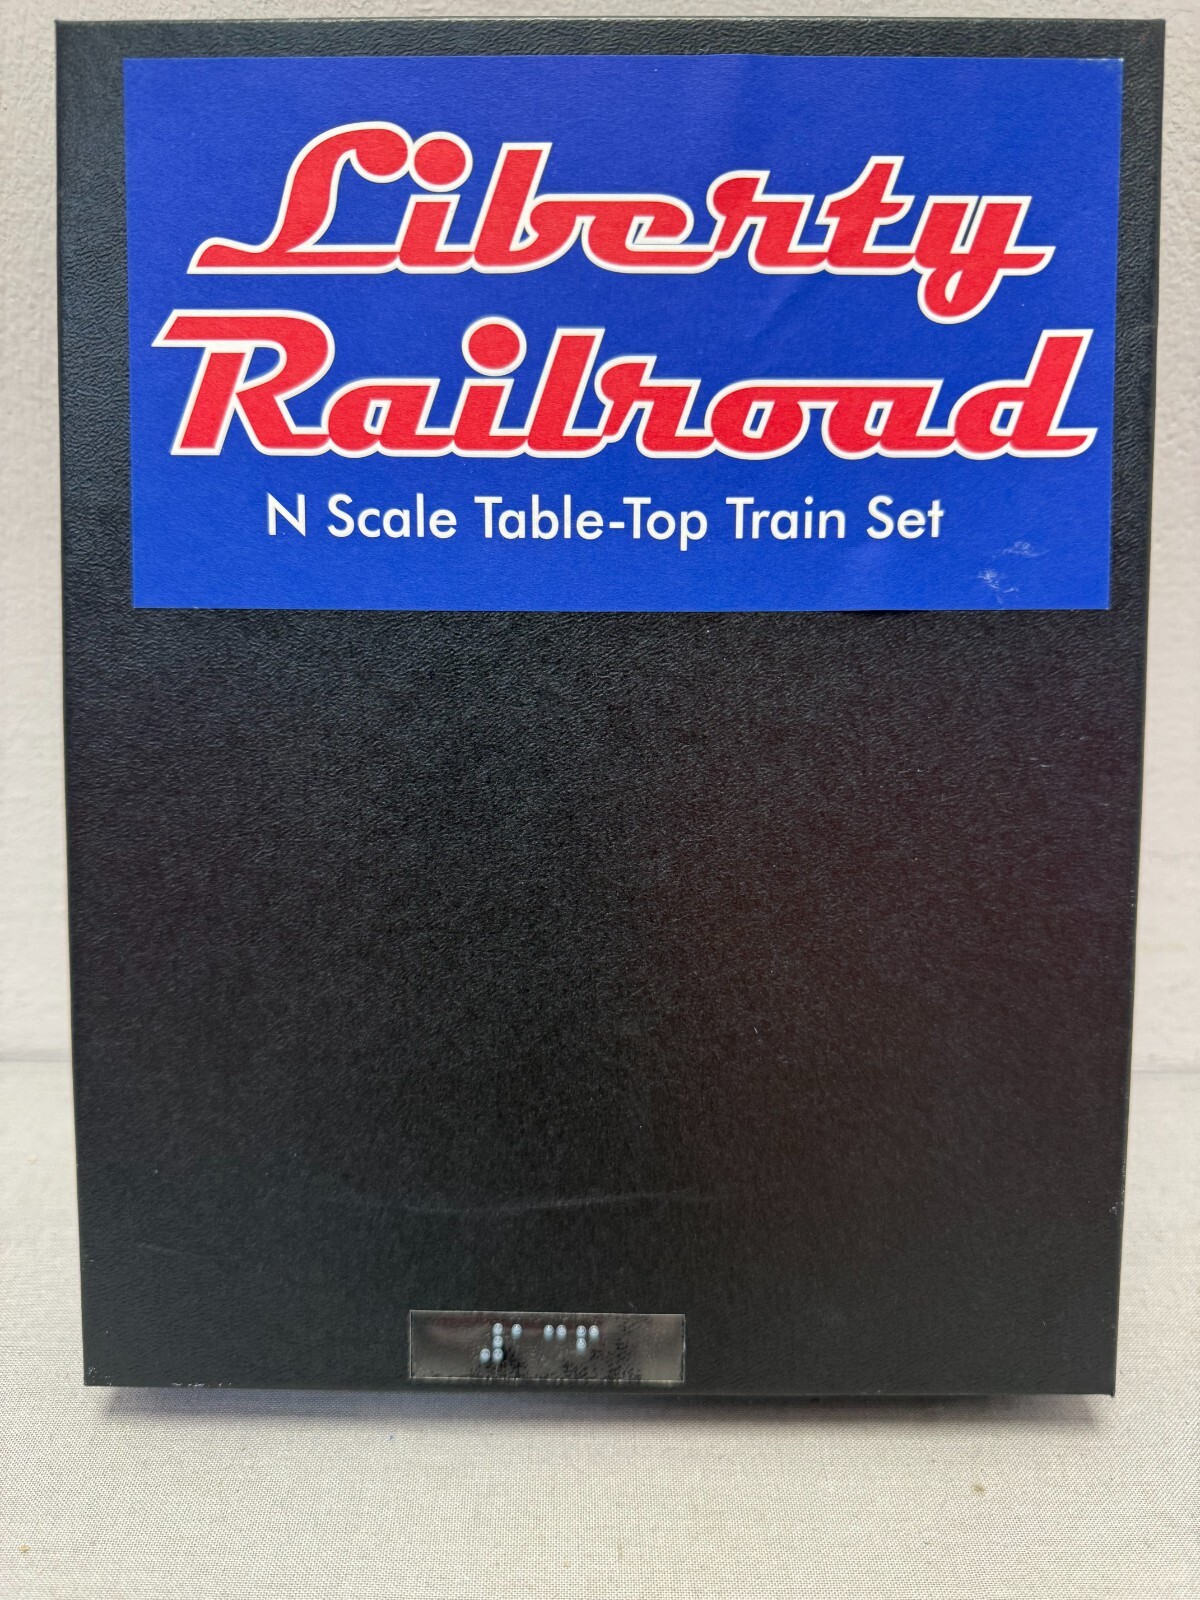 Liberty
Railroad
N Scale Table-Top Train Set
⠼⠁⠉⠋